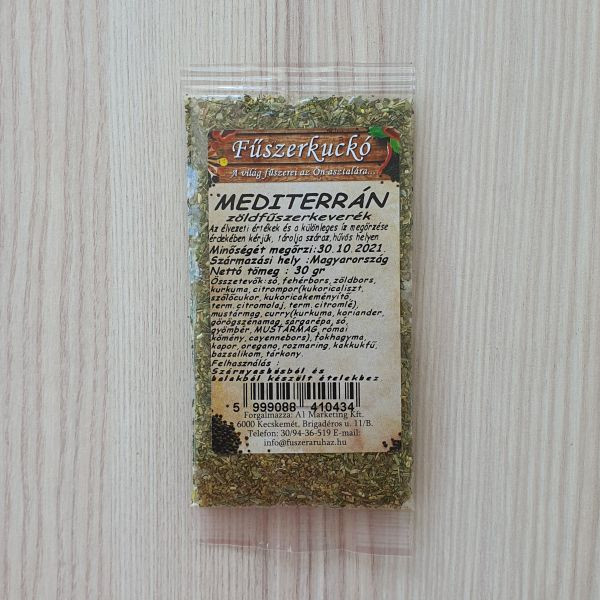 Fűszerkuckó
A világ fűszerei az Ön asztalára...
MEDITERRÁN
zöldfűszerkeverék
Az élvezeti értékek és a különleges íz megőrzése
érdekében kérjük, tárolja száraz,hűvös helyen
Minőségét megőrzi:30.10.2021.
Származási hely :Magyarország
Nettó tömeg : 30 gr
Összetevők:só, fehérbors, zöldbors,
kurkuma, citrompor(kukoricaliszt,
szőlőcukor, kukoricakeményítő,
term. citromolaj, term. citromlé),
mustármag, curry(kurkuma, koriander,
görögszénamag, sárgarépa, só,
gyömbér, MUSTÁRMAG, római
kömény, cayennebors), fokhagyma,
kapor, oregano, rozmaring, kakkukfű,
bazsalikom, tárkony.
Felhasználás :
Szárnyasbásból és
halakból készült ételekhez
5 999088 410434
Forgalmazza: A1 Marketing Kft.
6000 Kecskemét, Brigadéros u. 11/B.
Telefon: 30/94-36-519 E-mail:
info@fuszeraruhaz.hu